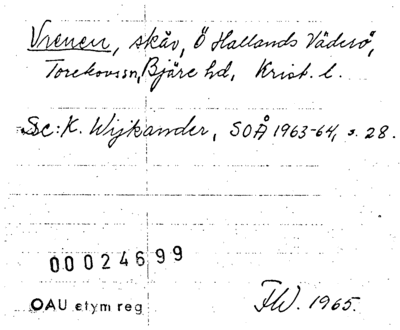 Vrenen, skär, Ö Hallands Väderö,
Torekovssn, Bjäre hd, Krist. l.
Sc: K. Wijkander, SOÅ 1963-64, s. 28.
00024699
OAU etym reg
FW. 1965.